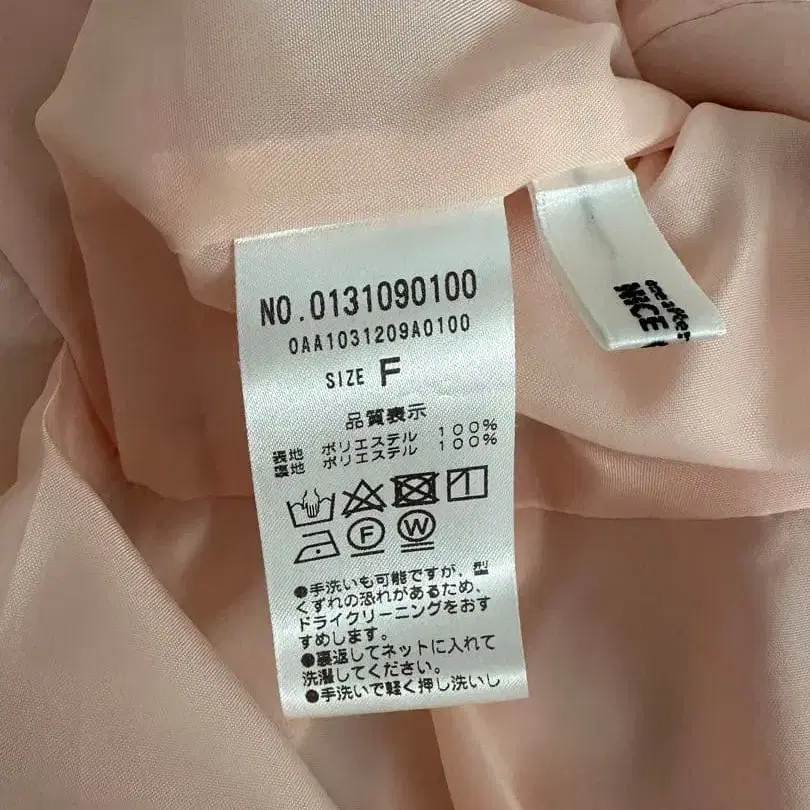 NO.0131090100
0AA1031209A0100
SIZE F
品質表示
表地 ポリエステル 100%
裏地 ポリエステル 100%
F W
●手洗いも可能ですが、型
くずれの恐れがあるため、
ドライクリーニングをおす
すめします。
●裏返してネットに入れて
洗濯してください。
●手洗いで軽く押し洗いし
NICE